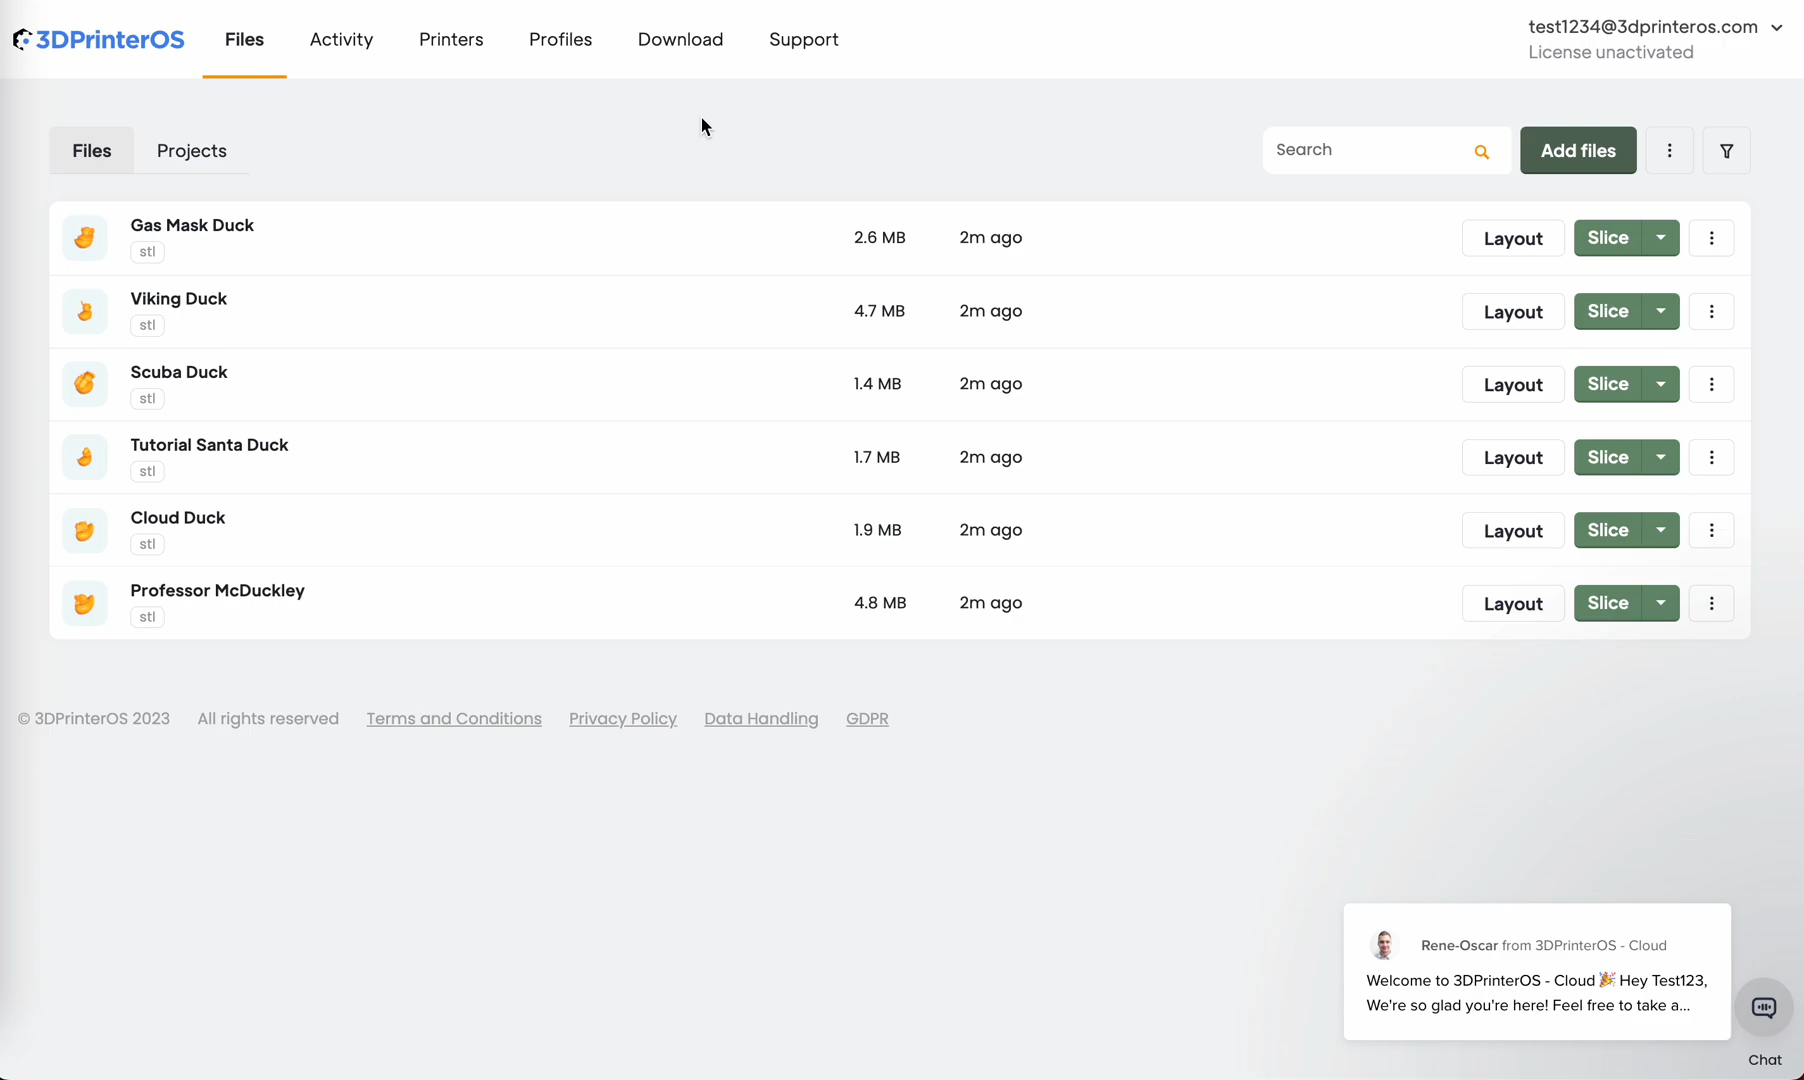 3DPrinterOS
Files
Activity
Printers
Profiles
Download
Support
test1234@3dprinteros.com
License unactivated
Files
Projects
Search
Add files
Gas Mask Duck
stl
2.6 MB
2m ago
Layout
Slice
Viking Duck
stl
4.7 MB
2m ago
Layout
Slice
Scuba Duck
stl
1.4 MB
2m ago
Layout
Slice
Tutorial Santa Duck
stl
1.7 MB
2m ago
Layout
Slice
Cloud Duck
stl
1.9 MB
2m ago
Layout
Slice
Professor McDuckley
stl
4.8 MB
2m ago
Layout
Slice
© 3DPrinterOS 2023
All rights reserved
Terms and Conditions
Privacy Policy
Data Handling
GDPR
Rene-Oscar from 3DPrinterOS - Cloud
Welcome to 3DPrinterOS - Cloud 🎉 Hey Test123,
We're so glad you're here! Feel free to take a...
Chat